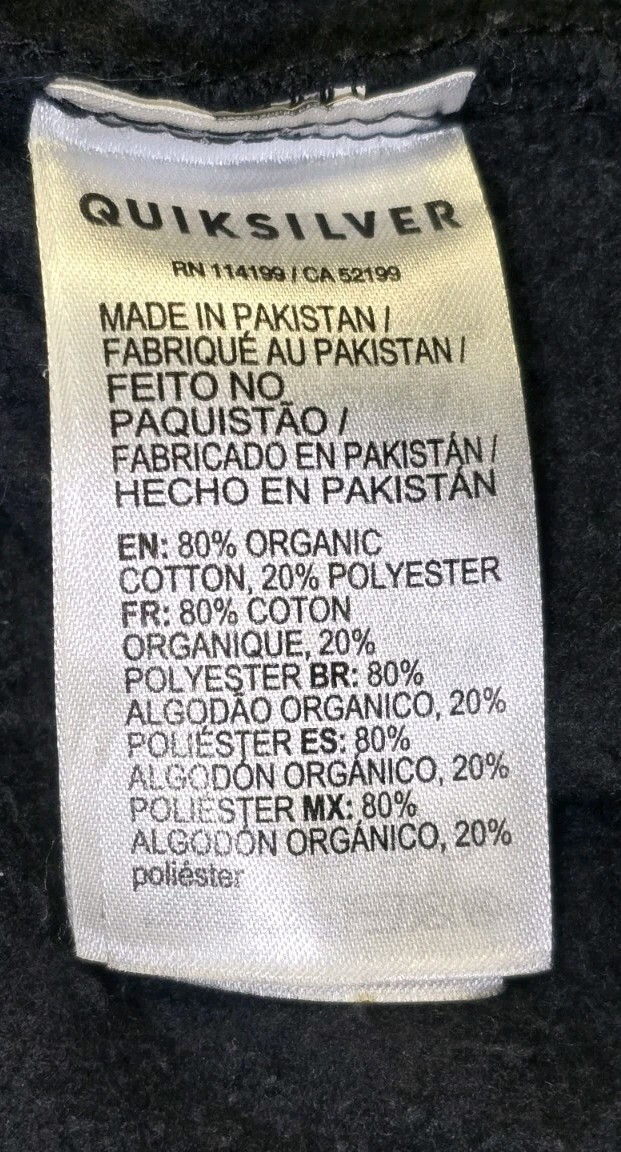 QUIKSILVER
RN 114199 / CA 52199
MADE IN PAKISTAN /
FABRIQUÉ AU PAKISTAN /
FEITO NO
PAQUISTÃO /
FABRICADO EN PAKISTÁN /
HECHO EN PAKISTÁN
EN: 80% ORGANIC
COTTON, 20% POLYESTER
FR: 80% COTON
ORGANIQUE, 20%
POLYESTER BR: 80%
ALGODÃO ORGANICO, 20%
POLIÉSTER ES: 80%
ALGODÓN ORGÁNICO, 20%
POLIÉSTER MX: 80%
ALGODÓN ORGÁNICO, 20%
poliéster